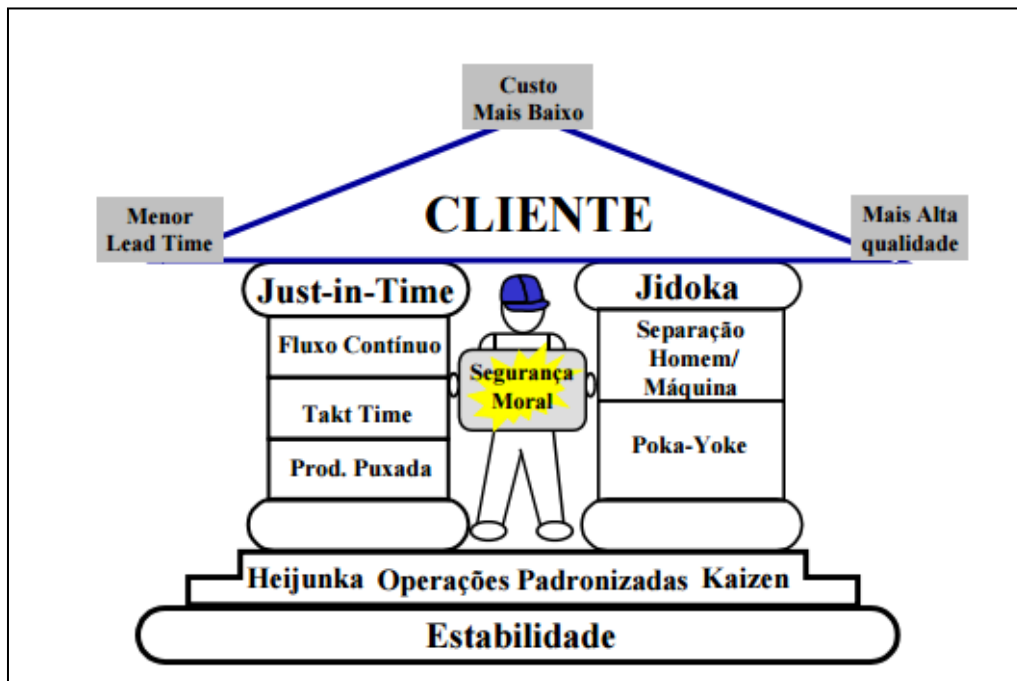 Custo
Mais Baixo
Menor
Lead Time
CLIENTE
Mais Alta
qualidade
Just-in-Time
Fluxo Contínuo
Takt Time
Prod. Puxada
Segurança
Moral
Jidoka
Separação
Homem/
Máquina
Poka-Yoke
Heijunka Operações Padronizadas Kaizen
Estabilidade